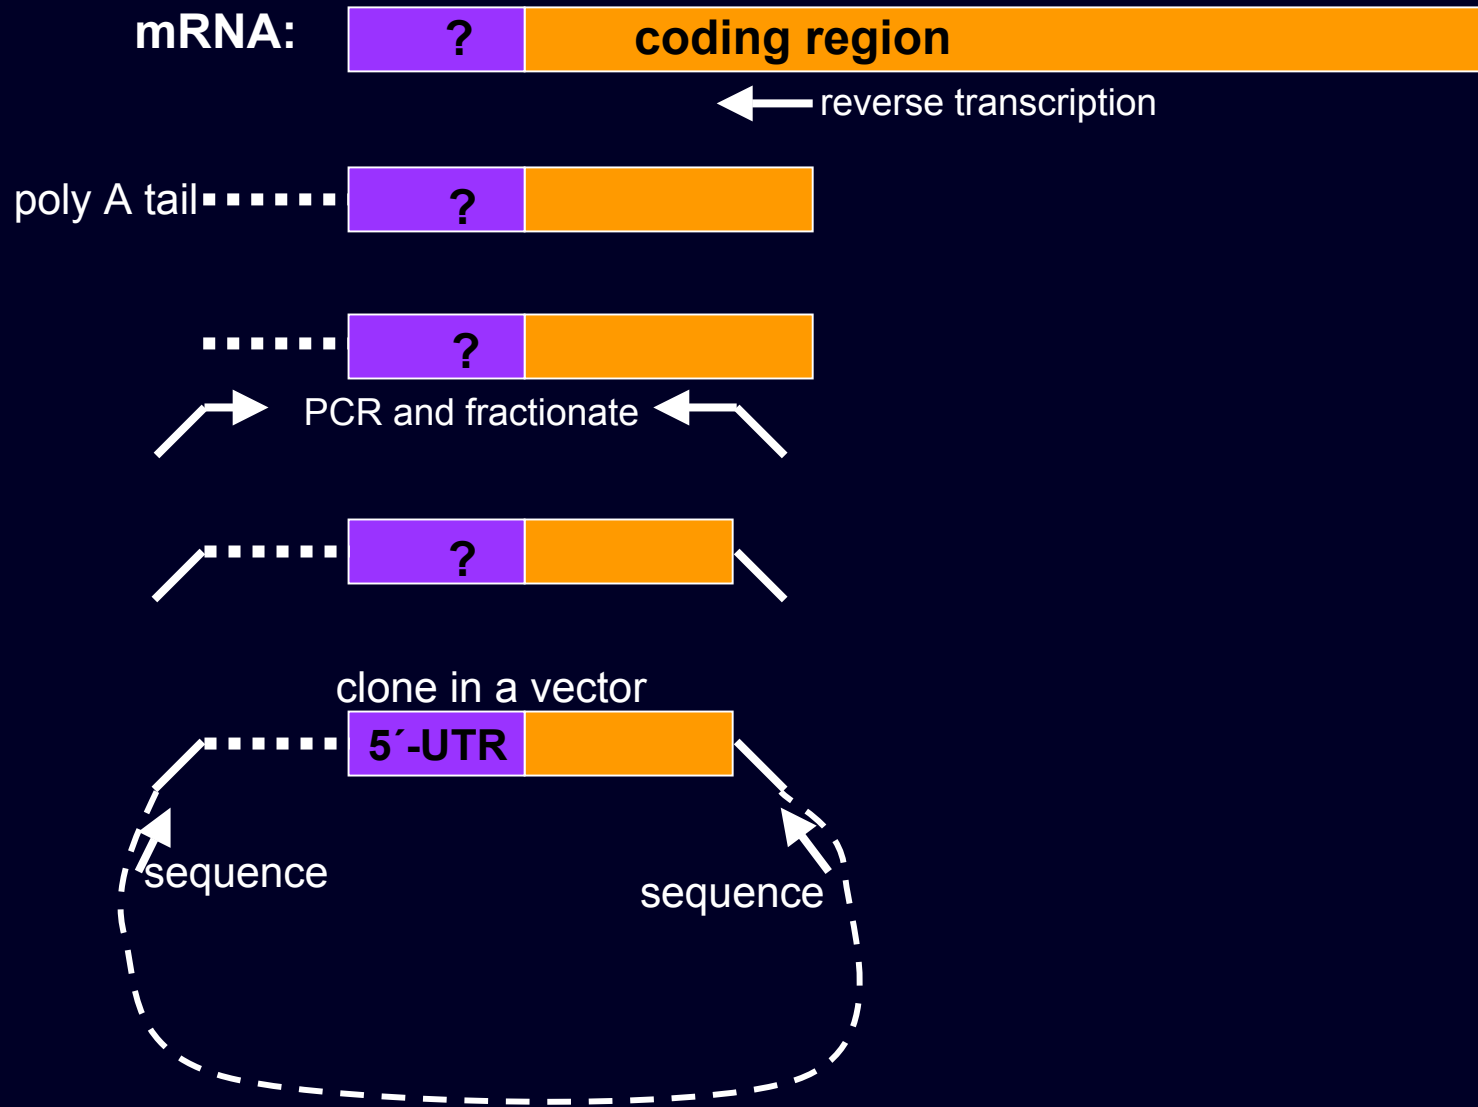 mRNA:
?
coding region
reverse transcription
poly A tail
?
?
PCR and fractionate
?
clone in a vector
5´-UTR
sequence
sequence